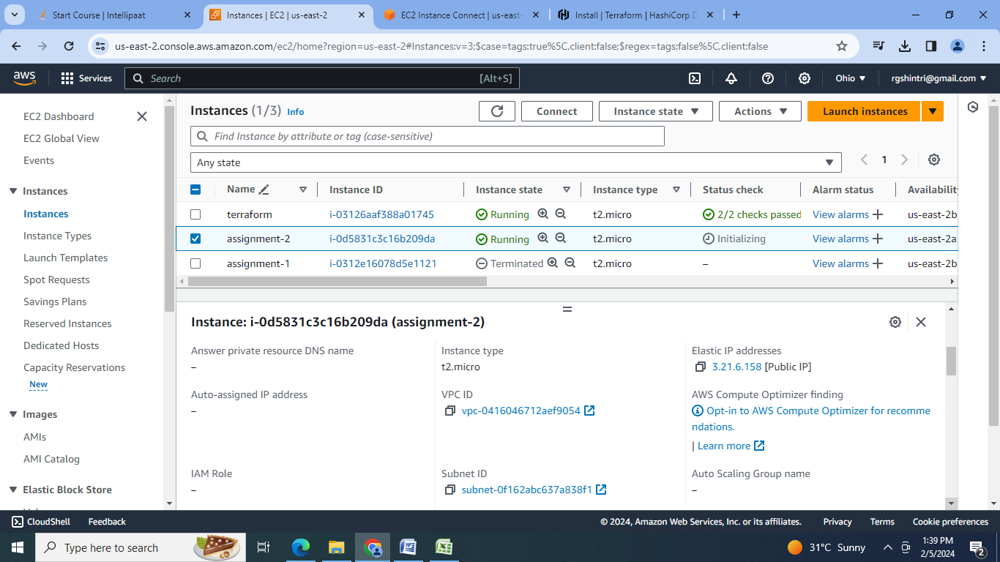 Start Course | Intellipaat
Instances | EC2 | us-east-2
EC2 Instance Connect | us-east-
Install | Terraform | HashiCorp D
us-east-2.console.aws.amazon.com/ec2/home?region=us-east-2#Instances:v=3;$case=tags:true%5C,client:false;$regex=tags:false%5C,client:false
aws
Services
Search
[Alt+S]
Ohio
rgshintri@gmail.com
EC2 Dashboard
EC2 Global View
Events
Instances
Instances
Instance Types
Launch Templates
Spot Requests
Savings Plans
Reserved Instances
Dedicated Hosts
Capacity Reservations
New
Images
AMIs
AMI Catalog
Elastic Block Store
Instances (1/3) Info
Connect
Instance state
Actions
Launch instances
Find Instance by attribute or tag (case-sensitive)
Any state
1
Name Instance ID Instance state Instance type Status check Alarm status Availability
terraform i-03126aaf388a01745 Running t2.micro 2/2 checks passed View alarms us-east-2b
assignment-2 i-0d5831c3c16b209da Running t2.micro Initializing View alarms us-east-2a
assignment-1 i-0312e16078d5e1121 Terminated t2.micro – View alarms us-east-2b
Instance: i-0d5831c3c16b209da (assignment-2)
Answer private resource DNS name
–
Instance type
t2.micro
Elastic IP addresses
3.21.6.158 [Public IP]
Auto-assigned IP address
–
VPC ID
vpc-0416046712aef9054
AWS Compute Optimizer finding
Opt-in to AWS Compute Optimizer for recomme
ndations.
| Learn more
IAM Role
–
Subnet ID
subnet-0f162abc637a838f1
Auto Scaling Group name
–
CloudShell
Feedback
© 2024, Amazon Web Services, Inc. or its affiliates.
Privacy
Terms
Cookie preferences
Type here to search
31°C Sunny
1:39 PM
2/5/2024
2